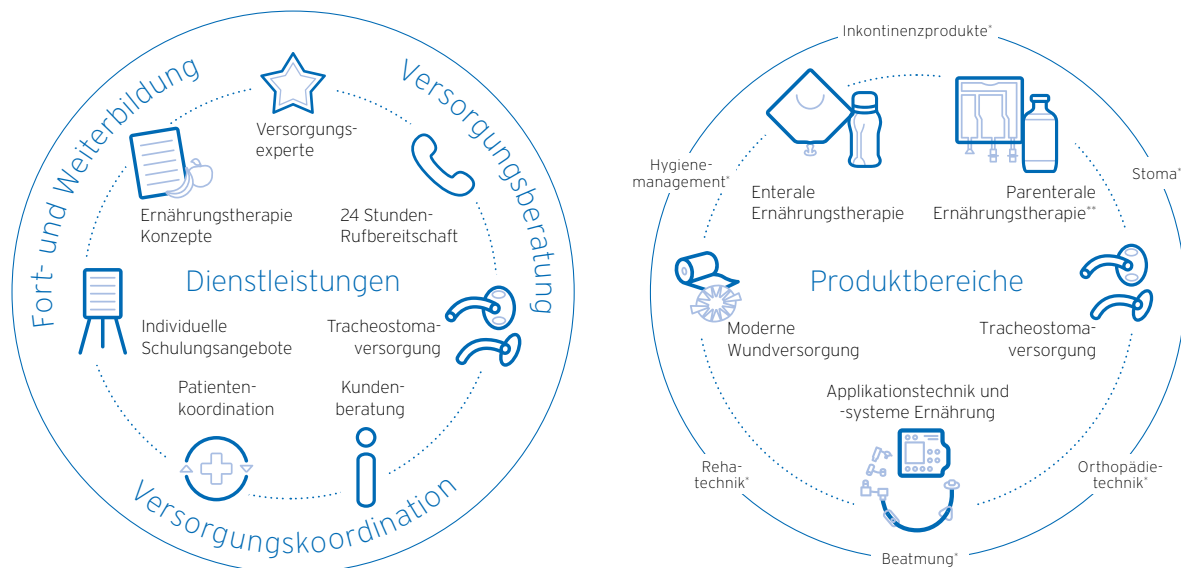 Fort- und Weiterbildung
Versorgungsberatung
Versorgungskoordination
Versorgungs-
experte
Ernährungstherapie
Konzepte
24 Stunden-
Rufbereitschaft
Dienstleistungen
Individuelle
Schulungsangebote
Tracheostoma-
versorgung
Patienten-
koordination
Kunden-
beratung
Inkontinenzprodukte*
Hygiene-
management*
Stoma*
Enterale
Ernährungstherapie
Parenterale
Ernährungstherapie**
Produktbereiche
Moderne
Wundversorgung
Tracheostoma-
versorgung
Applikationstechnik und
-systeme Ernährung
Reha-
technik*
Orthopädie-
technik*
Beatmung*